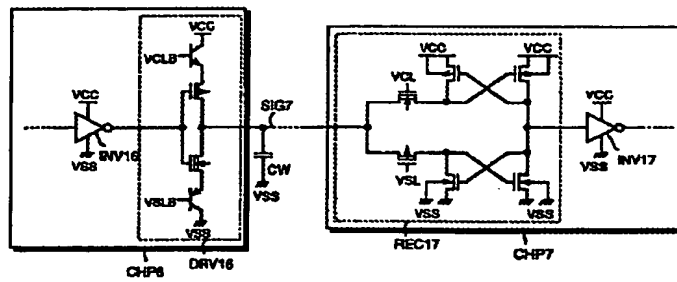 VCC
VCLB
VCC
VSS
INV16
VSLB
VSS
CHP6
DRV16
SIG7
CW
VSS
VCC
VCC
VCL
VSL
VSS
VSS
REC17
CHP7
VCC
VSS
INV17